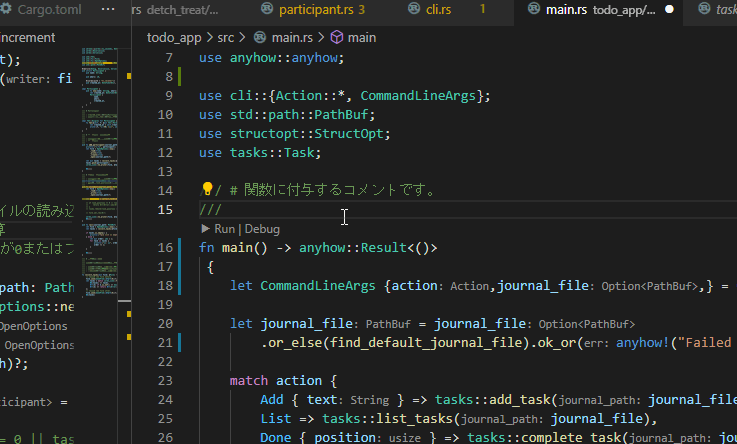 Cargo.toml ... rs detch_treat/... participant.rs 3 cli.rs 1 main.rs todo_app/... ● task
increment
todo_app > src > main.rs > main
t);
(writer: fi
イルの読み込
算
が0またはフ
path: Path
ptions::ne
OpenOptions
OpenOptions
h)?;
icipant> =
= 0 || tas
7 use anyhow::anyhow;
8
9 use cli::{Action::*, CommandLineArgs};
10 use std::path::PathBuf;
11 use structopt::StructOpt;
12 use tasks::Task;
13
14 / # 関数に付与するコメントです。
15 ///
Run | Debug
16 fn main() -> anyhow::Result<()>
17 {
18 let CommandLineArgs {action: Action,journal_file: Option<PathBuf>,} =
19
20 let journal_file: PathBuf = journal_file: Option<PathBuf>
21 .or_else(find_default_journal_file).ok_or(err: anyhow!("Failed
22
23 match action {
24 Add { text: String } => tasks::add_task(journal_path: journal_file
25 List => tasks::list_tasks(journal_path: journal_file),
26 Done { position: usize } => tasks::complete_task(journal_path: jou